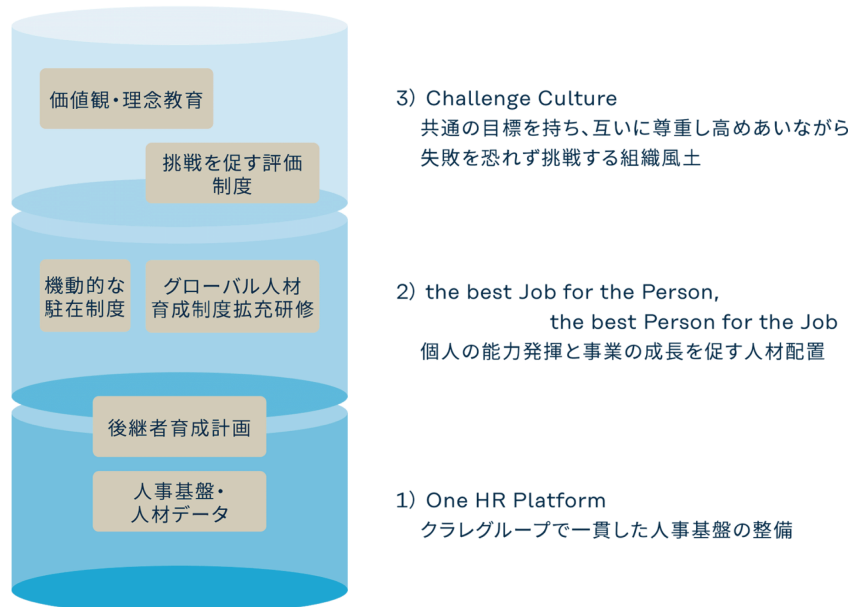 価値観・理念教育
挑戦を促す評価
制度
3) Challenge Culture
共通の目標を持ち、互いに尊重し高めあいながら
失敗を恐れず挑戦する組織風土
機動的な
駐在制度
グローバル人材
育成制度拡充研修
2) the best Job for the Person,
the best Person for the Job
個人の能力発揮と事業の成長を促す人材配置
後継者育成計画
人事基盤・
人材データ
1) One HR Platform
クラレグループで一貫した人事基盤の整備